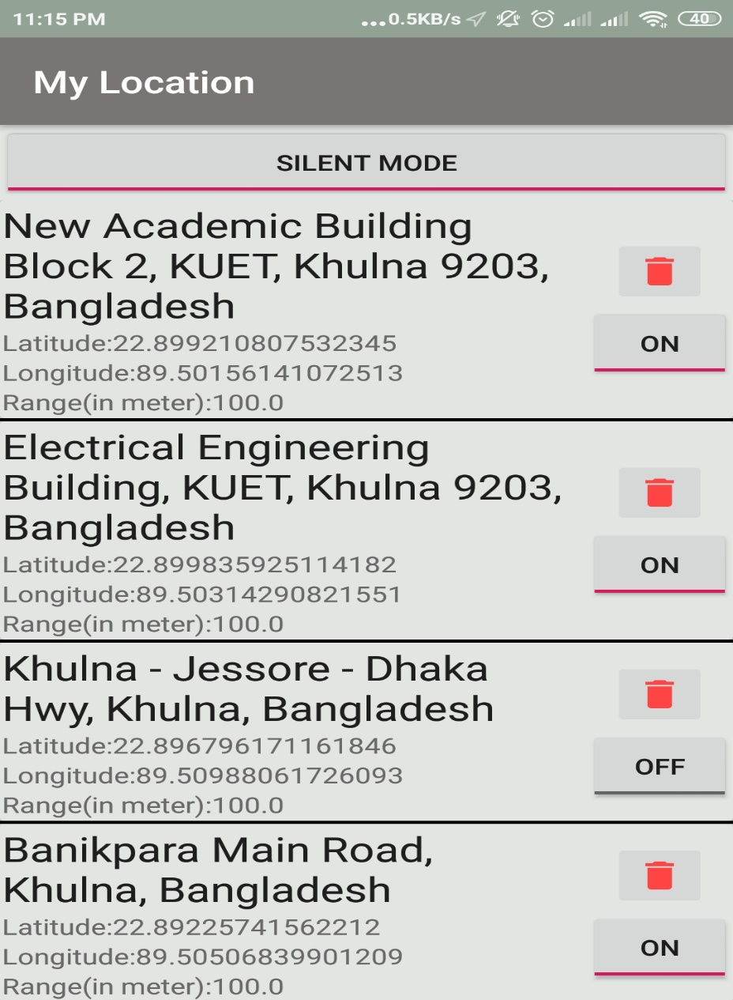 11:15 PM ...0.5KB/s 40
My Location
SILENT MODE
New Academic Building
Block 2, KUET, Khulna 9203,
Bangladesh
Latitude:22.899210807532345
Longitude:89.50156141072513
Range(in meter):100.0
ON
Electrical Engineering
Building, KUET, Khulna 9203,
Bangladesh
Latitude:22.899835925114182
Longitude:89.50314290821551
Range(in meter):100.0
ON
Khulna - Jessore - Dhaka
Hwy, Khulna, Bangladesh
Latitude:22.896796171161846
Longitude:89.50988061726093
Range(in meter):100.0
OFF
Banikpara Main Road,
Khulna, Bangladesh
Latitude:22.89225741562212
Longitude:89.50506839901209
Range(in meter):100.0
ON